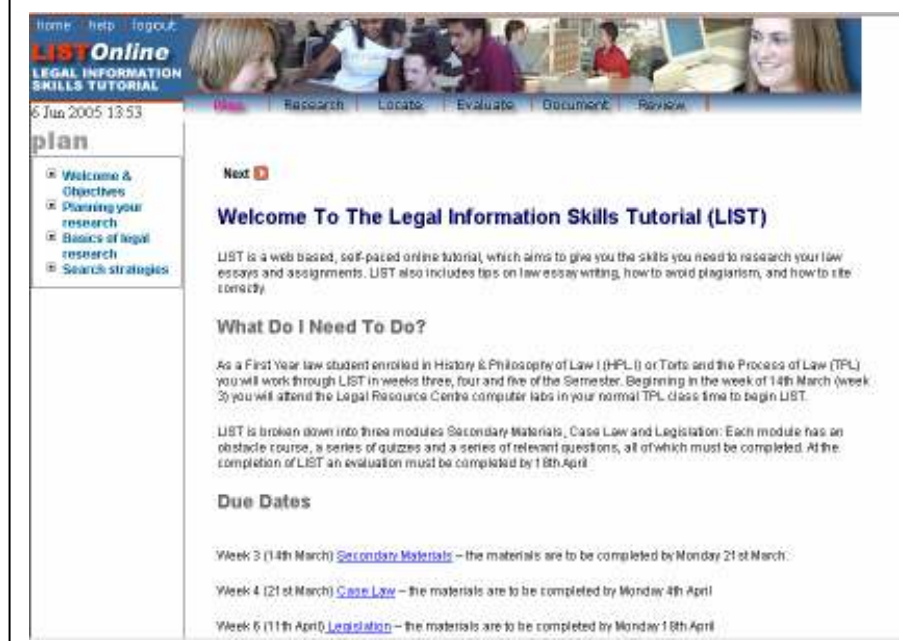 home help logout
LISTOnline
LEGAL INFORMATION
SKILLS TUTORIAL
Plan Research Locate Evaluate Document Review
6 Jun 2005 13:53
plan
Welcome &
Objectives
Planning your
research
Basics of legal
research
Search strategies
Next
Welcome To The Legal Information Skills Tutorial (LIST)
LIST is a web based, self-paced online tutorial, which aims to give you the skills you need to research your law
essays and assignments. LIST also includes tips on law essay writing, how to avoid plagiarism, and how to cite
correctly.
What Do I Need To Do?
As a First Year law student enrolled in History & Philosophy of Law I (HPL I) or Torts and the Process of Law (TPL)
you will work through LIST in weeks three, four and five of the Semester. Beginning in the week of 14th March (week
3) you will attend the Legal Resource Centre computer labs in your normal TPL class time to begin LIST.
LIST is broken down into three modules Secondary Materials, Case Law and Legislation: Each module has an
obstacle course, a series of quizzes and a series of relevant questions, all of which must be completed. At the
completion of LIST an evaluation must be completed by 18th April
Due Dates
Week 3 (14th March) Secondary Materials – the materials are to be completed by Monday 21st March.
Week 4 (21st March) Case Law – the materials are to be completed by Monday 4th April
Week 6 (11th April) Legislation – the materials are to be completed by Monday 18th April